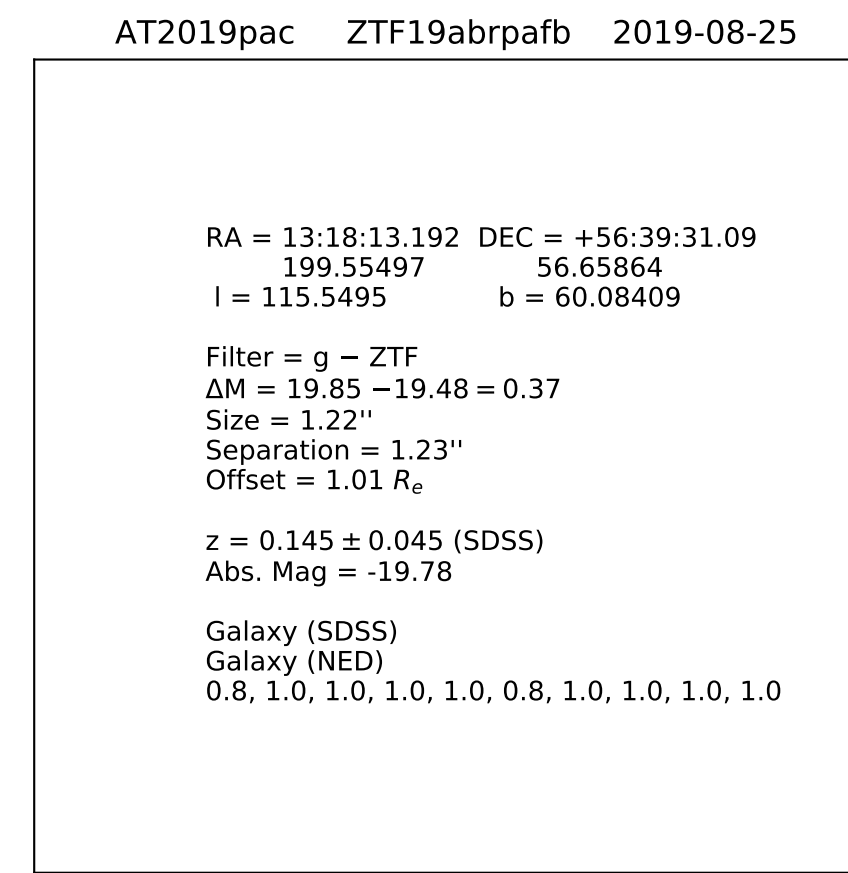 AT2019pac ZTF19abrpafb 2019-08-25
RA = 13:18:13.192 DEC = +56:39:31.09
199.55497 56.65864
l = 115.5495 b = 60.08409
Filter = g − ZTF
ΔM = 19.85 −19.48 = 0.37
Size = 1.22''
Separation = 1.23''
Offset = 1.01 Re
z = 0.145 ± 0.045 (SDSS)
Abs. Mag = -19.78
Galaxy (SDSS)
Galaxy (NED)
0.8, 1.0, 1.0, 1.0, 1.0, 0.8, 1.0, 1.0, 1.0, 1.0